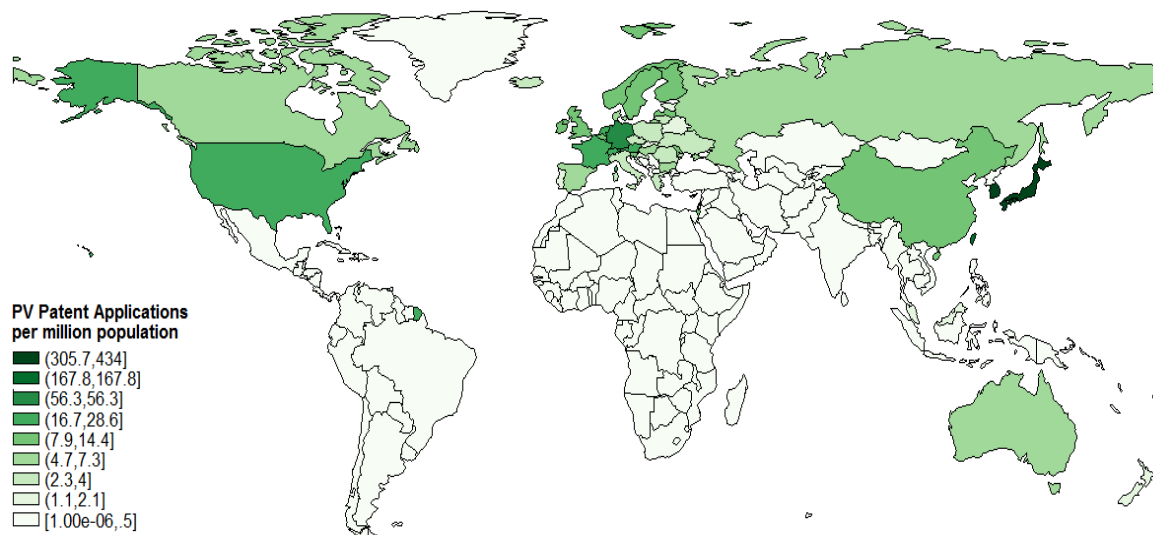 PV Patent Applications
per million population
(305.7,434]
(167.8,167.8]
(56.3,56.3]
(16.7,28.6]
(7.9,14.4]
(4.7,7.3]
(2.3,4]
(1.1,2.1]
[1.00e-06,.5]